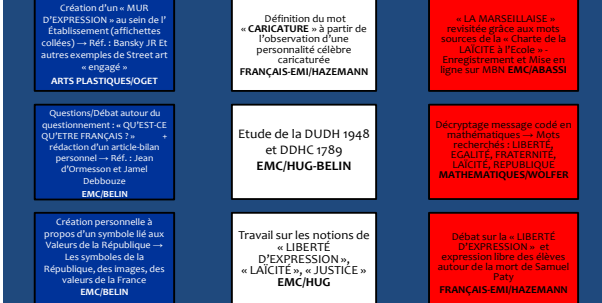 Création d'un « MUR
D'EXPRESSION » au sein de l'
Établissement (affichettes
collées) → Réf. : Bansky JR Et
autres exemples de Street art
« engagé »
ARTS PLASTIQUES/OGET
Définition du mot
« CARICATURE » à partir de
l'observation d'une
personnalité célèbre
caricaturée
FRANÇAIS-EMI/HAZEMANN
« LA MARSEILLAISE »
revisitée grâce aux mots
sources de la « Charte de la
LAÏCITE à l'Ecole » -
Enregistrement et Mise en
ligne sur MBN EMC/ABASSI
Questions/Débat autour du
questionnement : « QU'EST-CE
QU'ETRE FRANÇAIS ? » +
rédaction d'un article-bilan
personnel → Réf. : Jean
d'Ormesson et Jamel
Debbouze
EMC/BELIN
Etude de la DUDH 1948
et DDHC 1789
EMC/HUG-BELIN
Décryptage message codé en
mathématiques → Mots
recherchés : LIBERTÉ,
EGALITÉ, FRATERNITÉ,
LAÏCITÉ, REPUBLIQUE
MATHEMATIQUES/WOLFER
Création personnelle à
propos d'un symbole lié aux
Valeurs de la République →
Les symboles de la
République, des images, des
valeurs de la France
EMC/BELIN
Travail sur les notions de
« LIBERTÉ
D'EXPRESSION »,
« LAÏCITÉ », « JUSTICE »
EMC/HUG
Débat sur la « LIBERTÉ
D'EXPRESSION » et
expression libre des élèves
autour de la mort de Samuel
Paty
FRANÇAIS-EMI/HAZEMANN